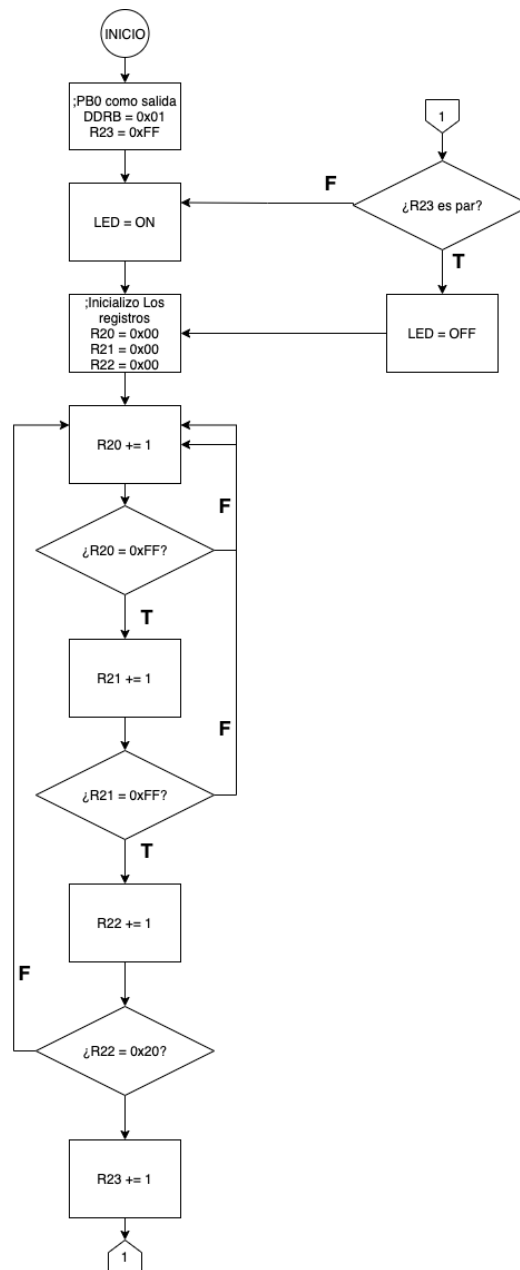 INICIO
;PB0 como salida
DDRB = 0x01
R23 = 0xFF
1
F
¿R23 es par?
LED = ON
T
;Inicializo Los
registros
R20 = 0x00
R21 = 0x00
R22 = 0x00
LED = OFF
R20 += 1
F
¿R20 = 0xFF?
T
R21 += 1
F
¿R21 = 0xFF?
T
R22 += 1
F
¿R22 = 0x20?
R23 += 1
1